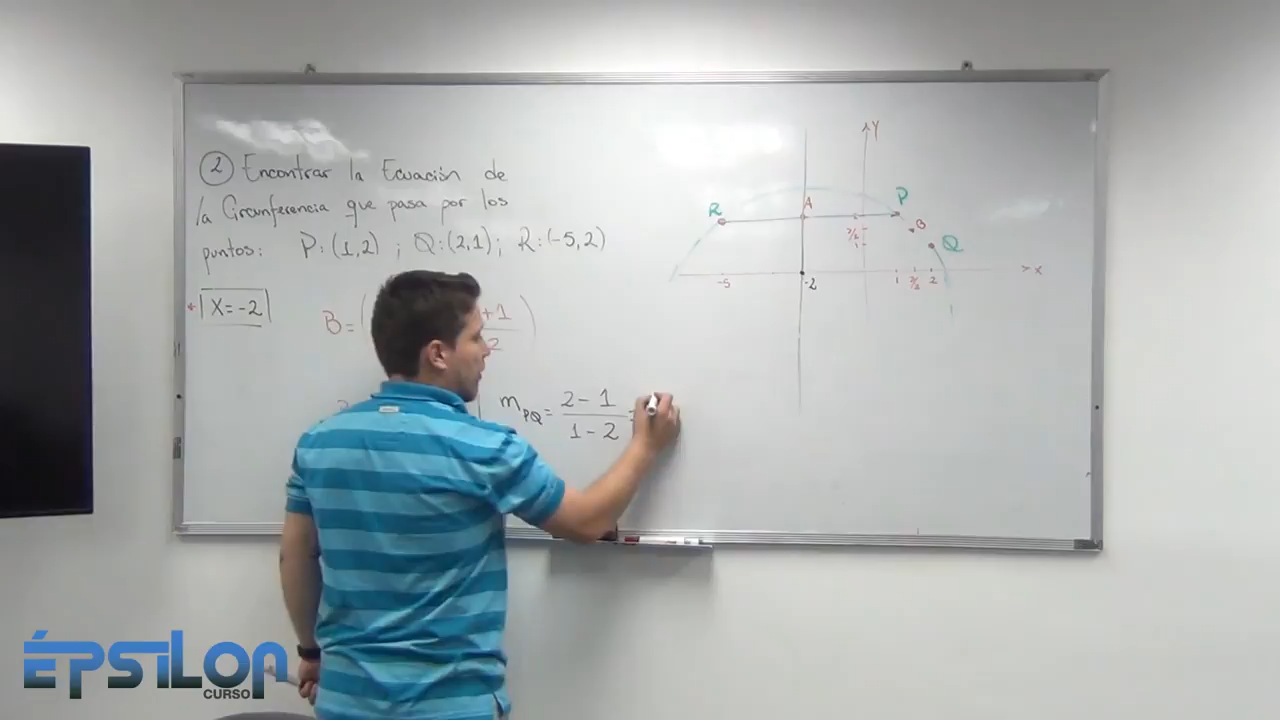 ② Encontrar la Ecuación de
la Circunferencia que pasa por los
puntos: P:(1,2) ; Q:(2,1); R:(-5,2)
X=-2
B=( +1
2 )
m_PQ = 2-1 =
1-2
Y
R
A
P
B
3/2
1
Q
-5
-2
1
3/2
2
>x
ÉPSILON
CURSO